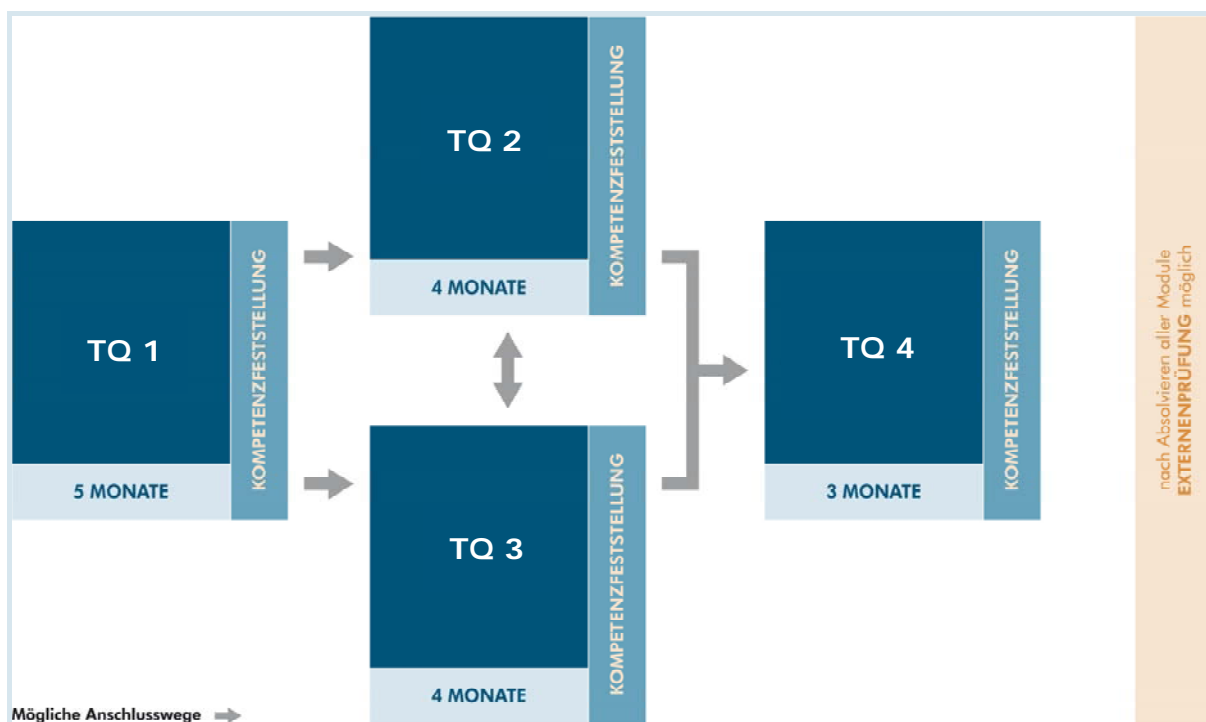 TQ 1
5 MONATE
KOMPETENZFESTSTELLUNG
TQ 2
4 MONATE
KOMPETENZFESTSTELLUNG
TQ 3
4 MONATE
KOMPETENZFESTSTELLUNG
TQ 4
3 MONATE
KOMPETENZFESTSTELLUNG
nach Absolvieren aller Module
EXTERNENPRÜFUNG möglich
Mögliche Anschlusswege